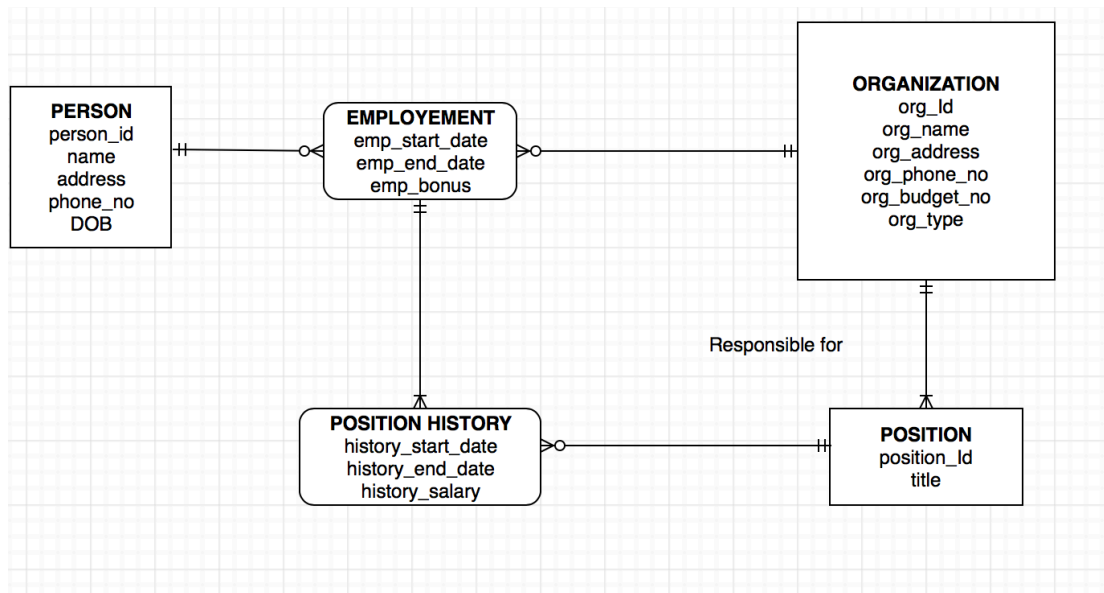 PERSON
person_id
name
address
phone_no
DOB
EMPLOYEMENT
emp_start_date
emp_end_date
emp_bonus
ORGANIZATION
org_Id
org_name
org_address
org_phone_no
org_budget_no
org_type
Responsible for
POSITION HISTORY
history_start_date
history_end_date
history_salary
POSITION
position_Id
title